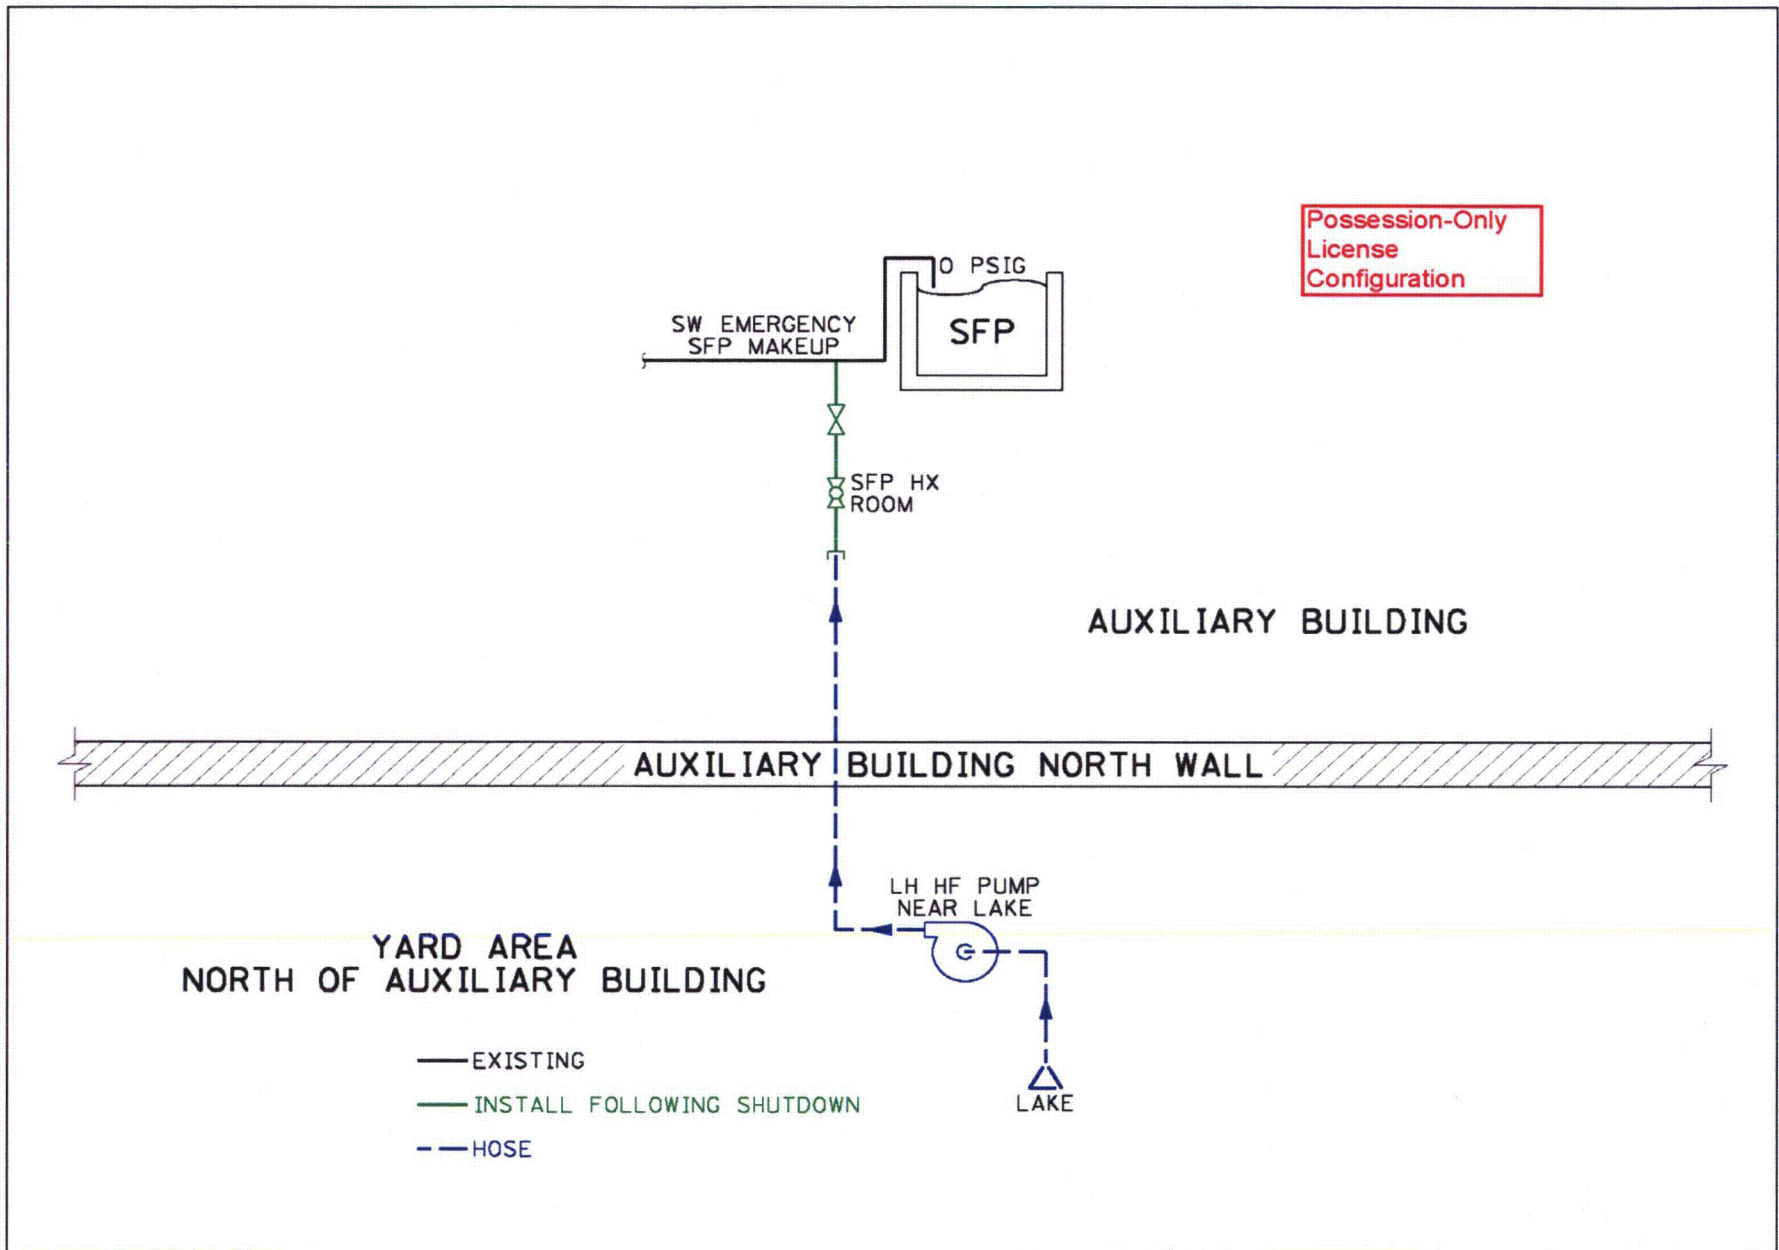 Possession-Only
License
Configuration
O PSIG
SW EMERGENCY
SFP MAKEUP
SFP
SFP HX
ROOM
AUXILIARY BUILDING
AUXILIARY BUILDING NORTH WALL
LH HF PUMP
NEAR LAKE
YARD AREA
NORTH OF AUXILIARY BUILDING
EXISTING
INSTALL FOLLOWING SHUTDOWN
LAKE
HOSE